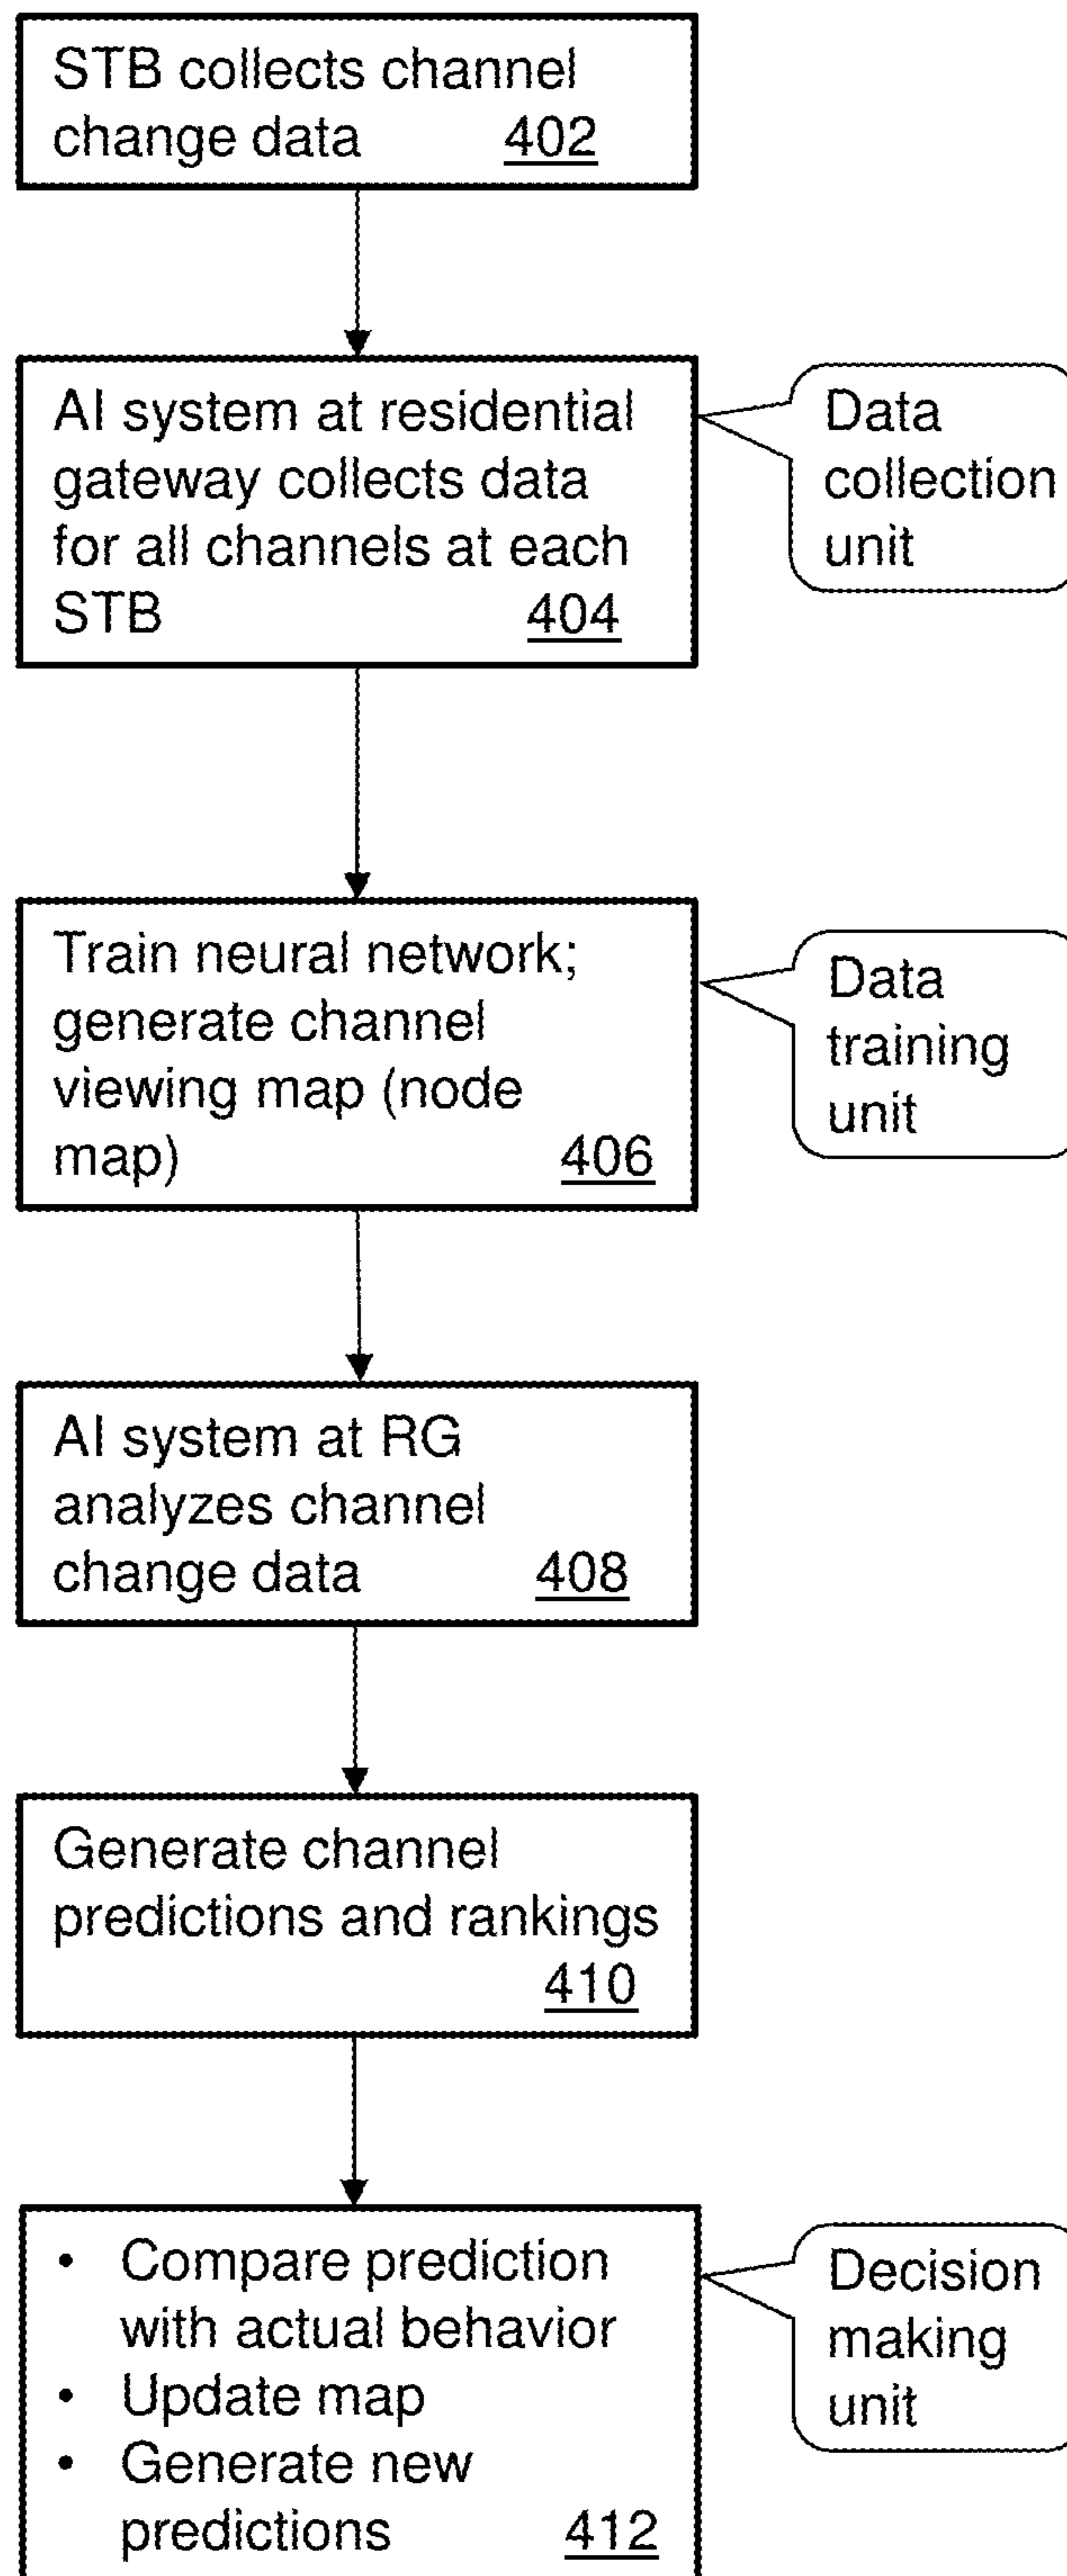 STB collects channel
change data 402
AI system at residential
gateway collects data
for all channels at each
STB 404
Data
collection
unit
Train neural network;
generate channel
viewing map (node
map) 406
Data
training
unit
AI system at RG
analyzes channel
change data 408
Generate channel
predictions and rankings
410
• Compare prediction
with actual behavior
• Update map
• Generate new
predictions 412
Decision
making
unit